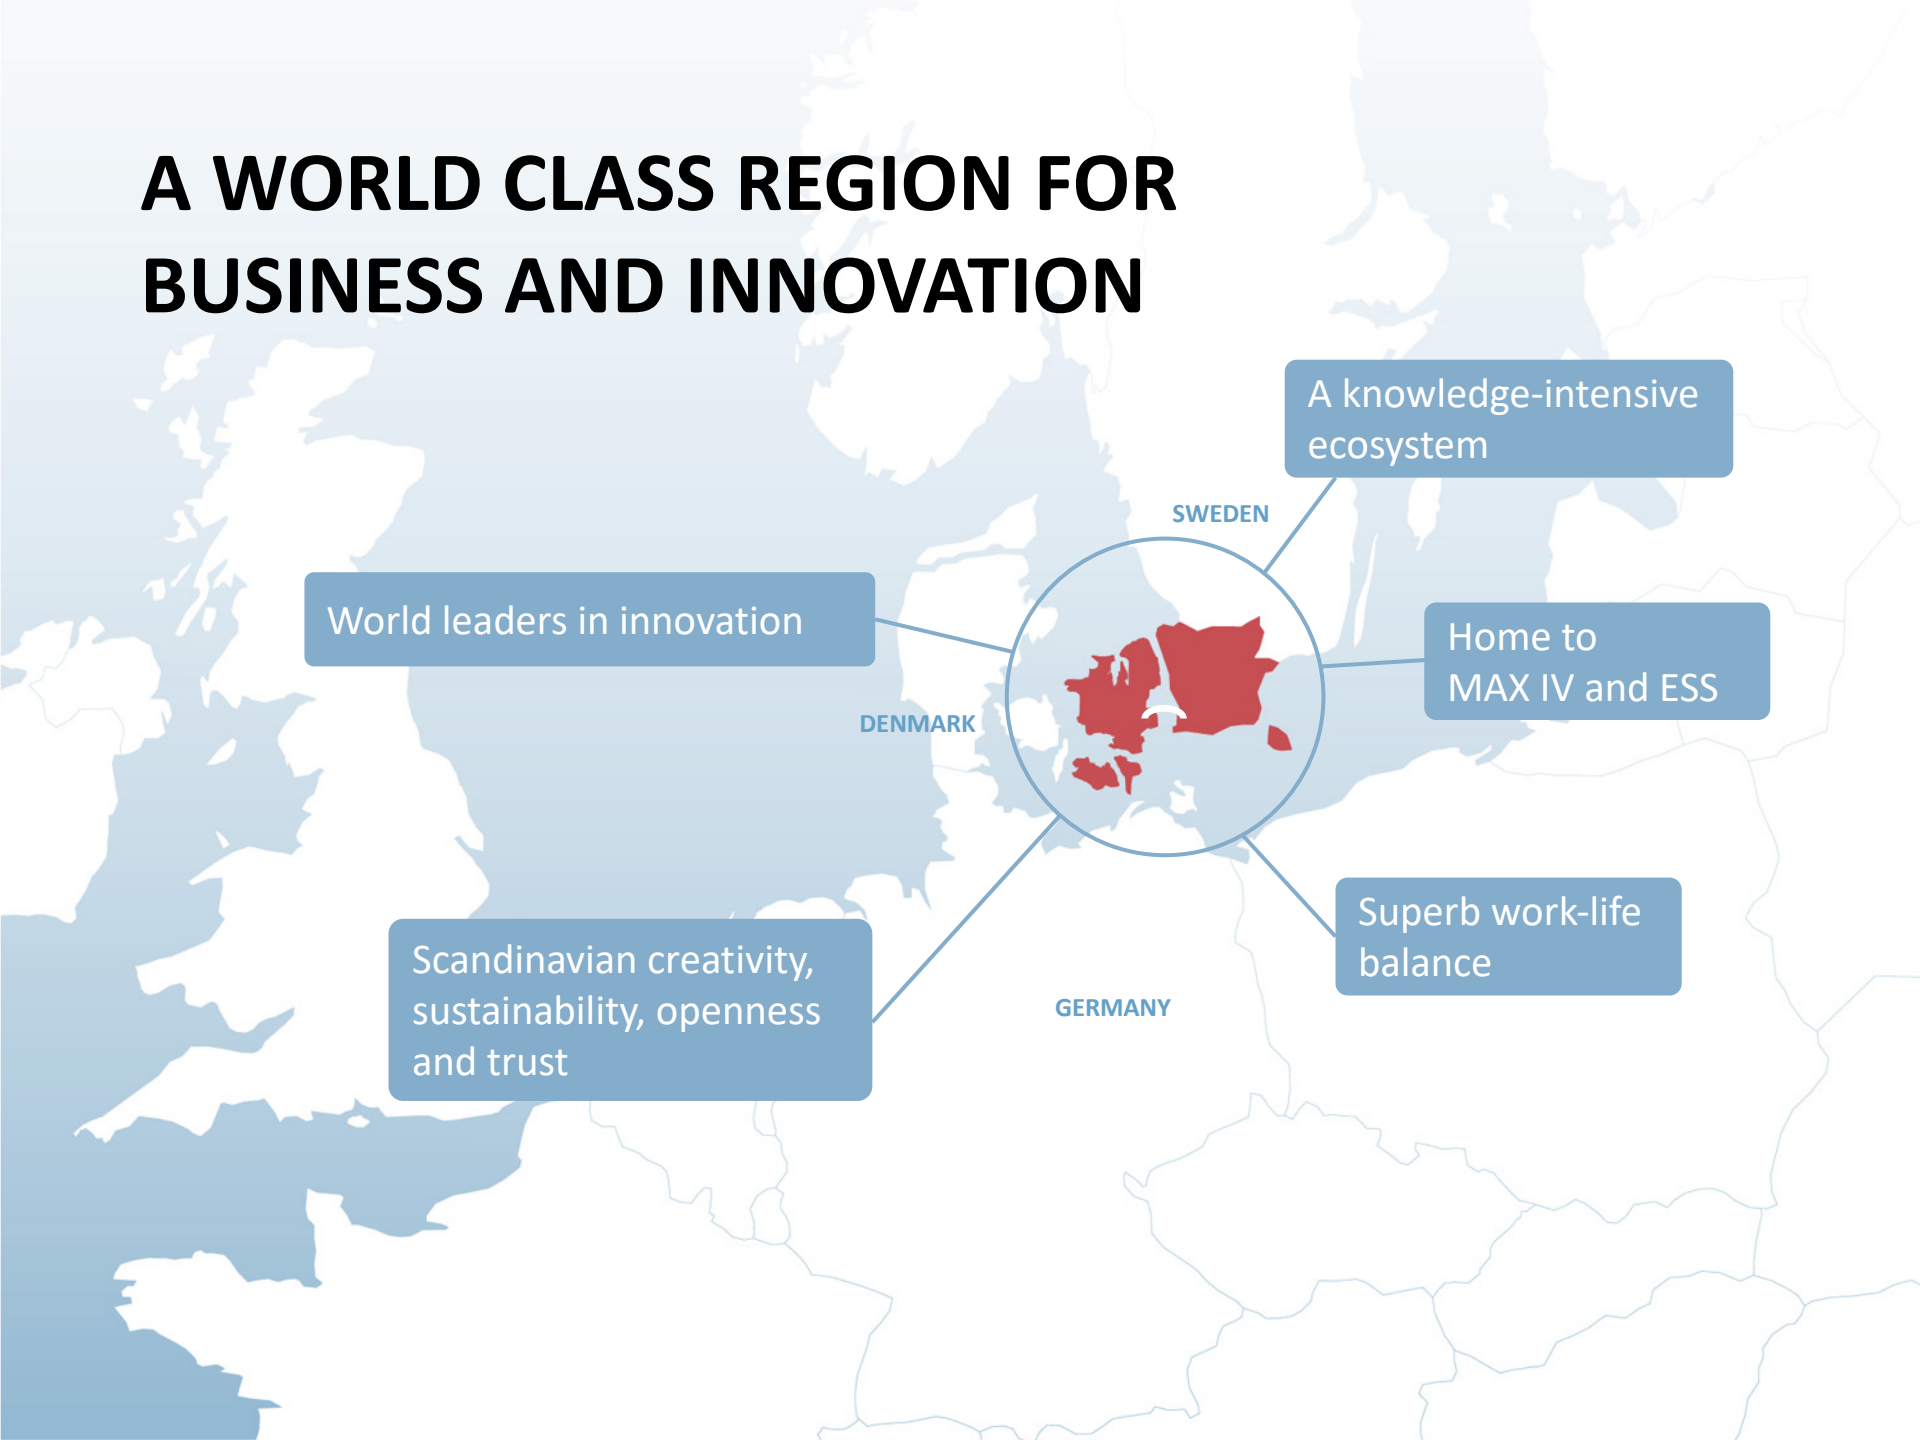 A WORLD CLASS REGION FOR
BUSINESS AND INNOVATION
A knowledge-intensive
ecosystem
SWEDEN
World leaders in innovation
Home to
MAX IV and ESS
DENMARK
Superb work-life
balance
Scandinavian creativity,
sustainability, openness
and trust
GERMANY